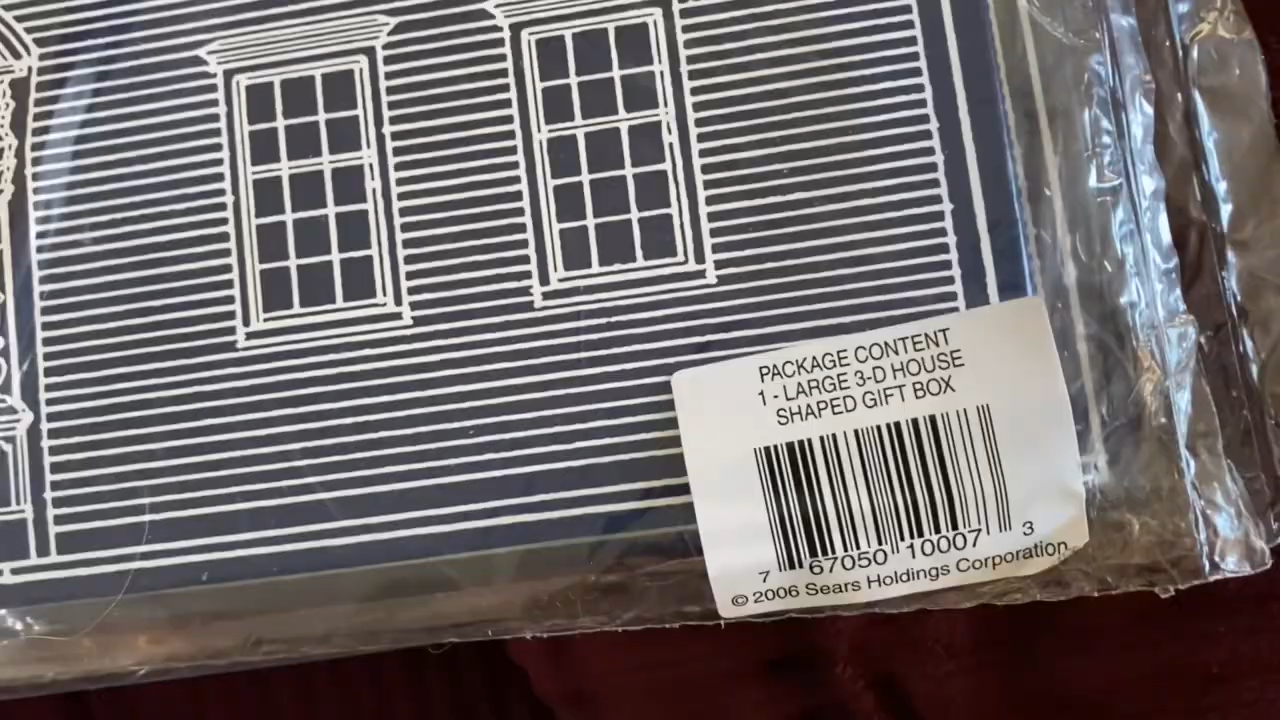 PACKAGE CONTENT
1 - LARGE 3-D HOUSE
SHAPED GIFT BOX
7 67050 10007 3
© 2006 Sears Holdings Corporation